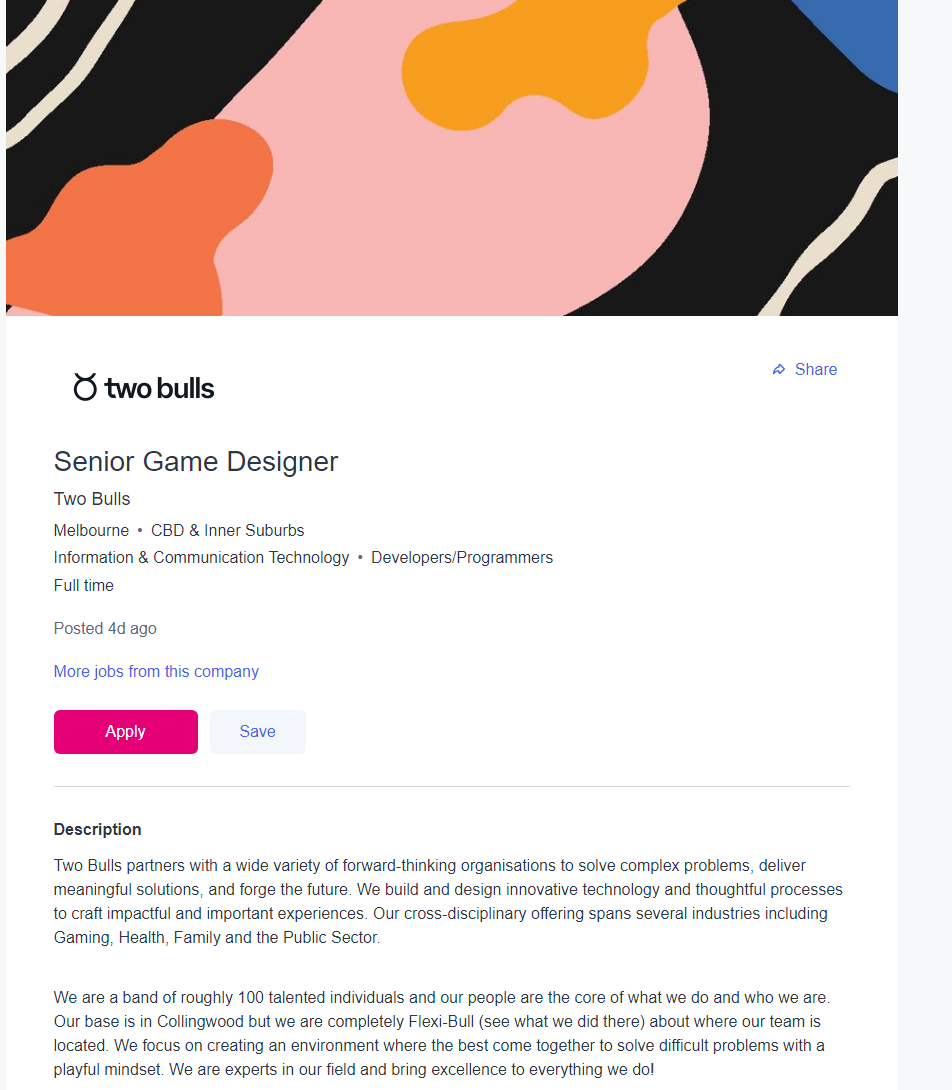 two bulls
Share
Senior Game Designer
Two Bulls
Melbourne • CBD & Inner Suburbs
Information & Communication Technology • Developers/Programmers
Full time
Posted 4d ago
More jobs from this company
Apply
Save
Description
Two Bulls partners with a wide variety of forward-thinking organisations to solve complex problems, deliver
meaningful solutions, and forge the future. We build and design innovative technology and thoughtful processes
to craft impactful and important experiences. Our cross-disciplinary offering spans several industries including
Gaming, Health, Family and the Public Sector.
We are a band of roughly 100 talented individuals and our people are the core of what we do and who we are.
Our base is in Collingwood but we are completely Flexi-Bull (see what we did there) about where our team is
located. We focus on creating an environment where the best come together to solve difficult problems with a
playful mindset. We are experts in our field and bring excellence to everything we do!